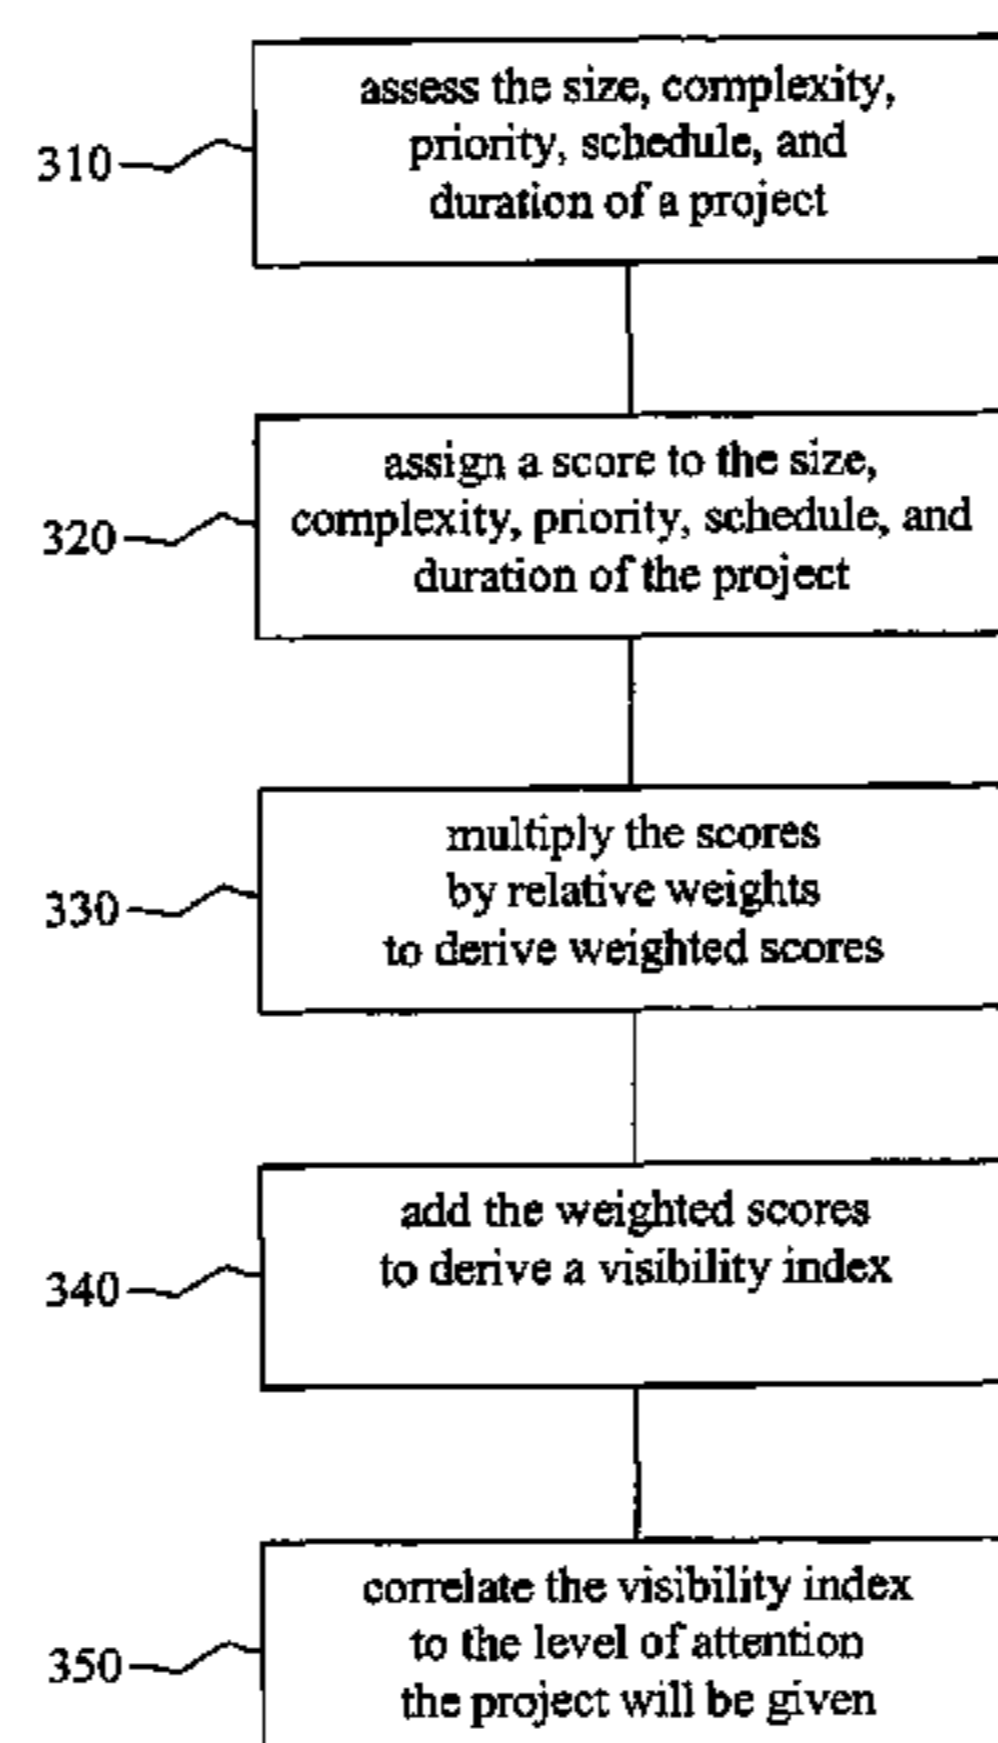 assess the size, complexity,
priority, schedule, and
duration of a project
310
assign a score to the size,
complexity, priority, schedule, and
duration of the project
320
multiply the scores
by relative weights
to derive weighted scores
330
add the weighted scores
to derive a visibility index
340
correlate the visibility index
to the level of attention
the project will be given
350